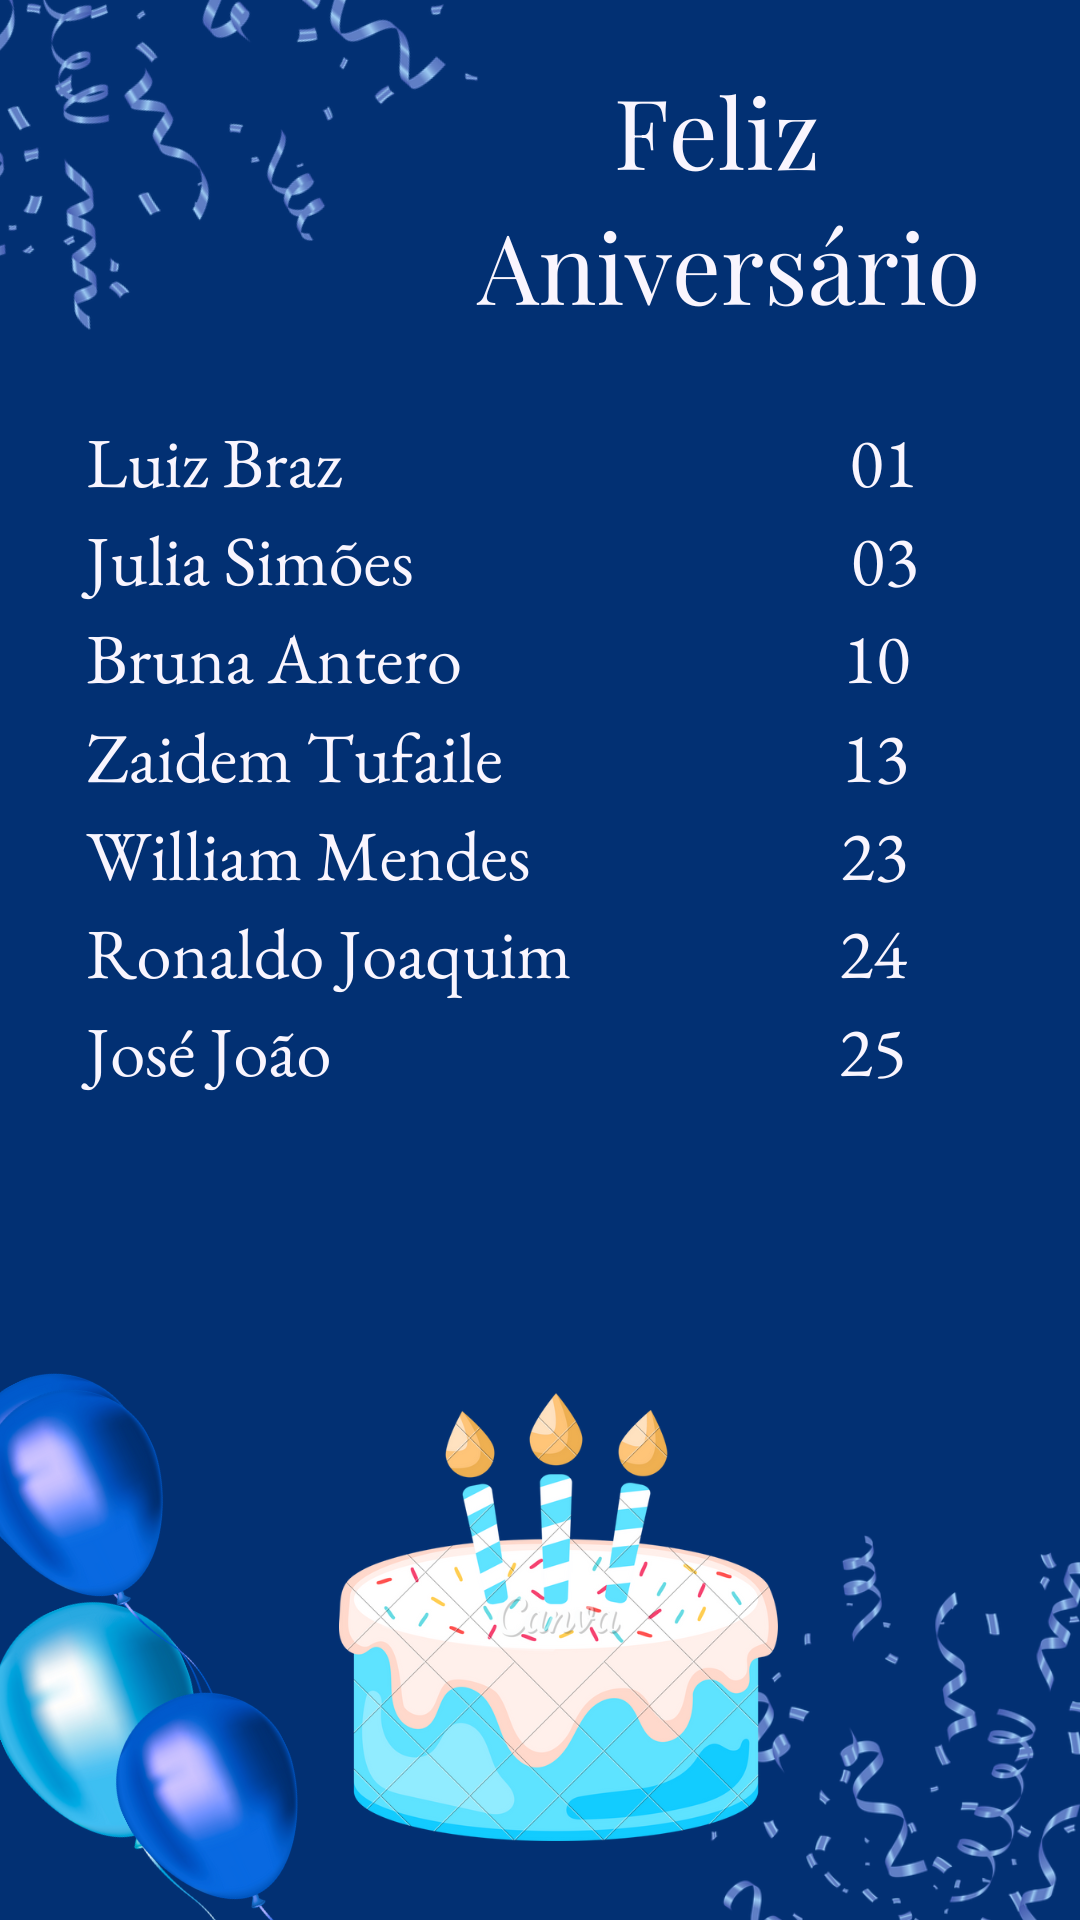 Feliz
Aniversário
Luiz Braz 01
Julia Simões 03
Bruna Antero 10
Zaidem Tufaile 13
William Mendes 23
Ronaldo Joaquim 24
José João 25
Canva